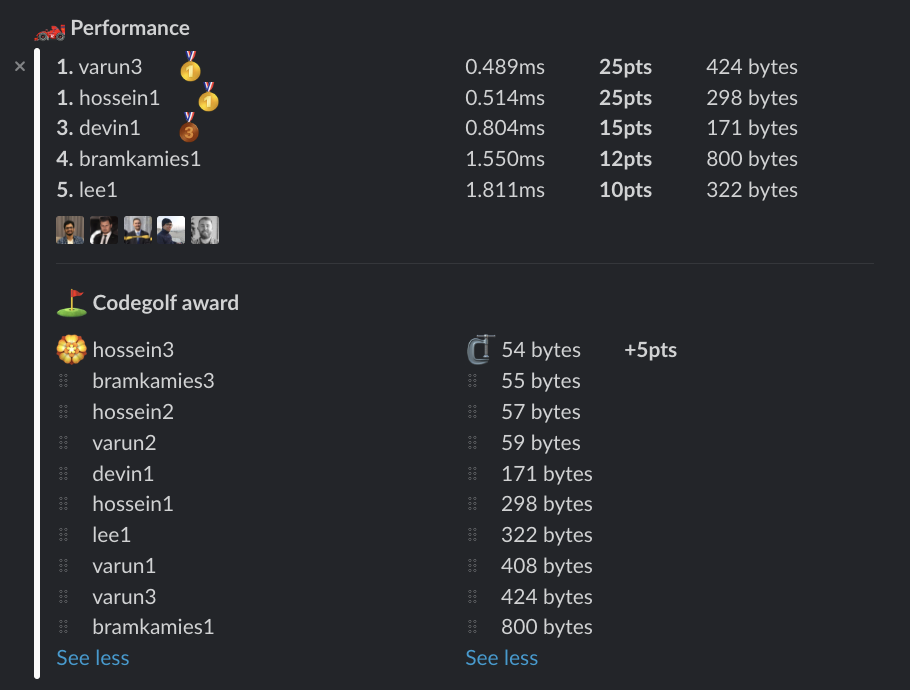 Performance
1. varun3 0.489ms 25pts 424 bytes
1. hossein1 0.514ms 25pts 298 bytes
3. devin1 0.804ms 15pts 171 bytes
4. bramkamies1 1.550ms 12pts 800 bytes
5. lee1 1.811ms 10pts 322 bytes
Codegolf award
hossein3 54 bytes +5pts
bramkamies3 55 bytes
hossein2 57 bytes
varun2 59 bytes
devin1 171 bytes
hossein1 298 bytes
lee1 322 bytes
varun1 408 bytes
varun3 424 bytes
bramkamies1 800 bytes
See less See less